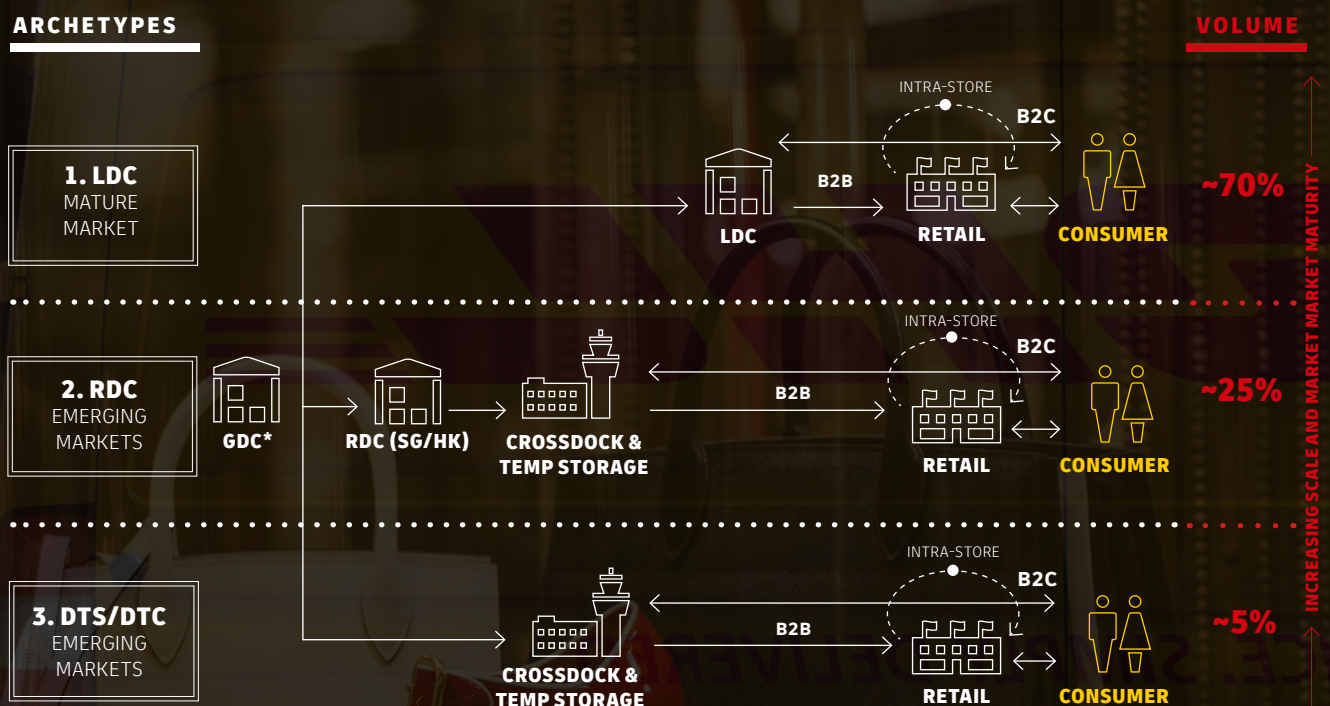 ARCHETYPES
VOLUME
1. LDC
MATURE
MARKET
INTRA-STORE
B2C
B2B
LDC
RETAIL
CONSUMER
~70%
2. RDC
EMERGING
MARKETS
GDC*
RDC (SG/HK)
CROSSDOCK &
TEMP STORAGE
INTRA-STORE
B2C
B2B
RETAIL
CONSUMER
~25%
3. DTS/DTC
EMERGING
MARKETS
CROSSDOCK &
TEMP STORAGE
INTRA-STORE
B2C
B2B
RETAIL
CONSUMER
~5%
INCREASING SCALE AND MARKET MARKET MATURITY